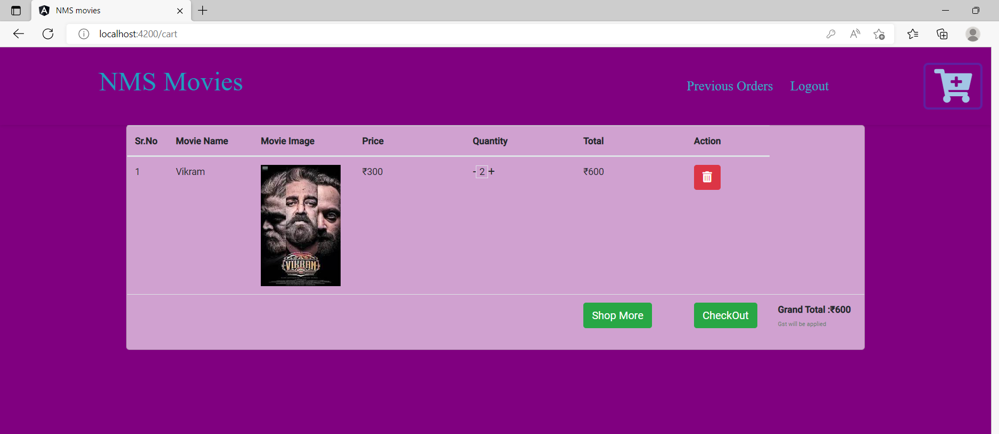 NMS movies
localhost:4200/cart
NMS Movies
Previous Orders Logout
Sr.No Movie Name Movie Image Price Quantity Total Action
1 Vikram ₹300 - 2 + ₹600
VIKRAM
Shop More CheckOut Grand Total :₹600
Gst will be applied